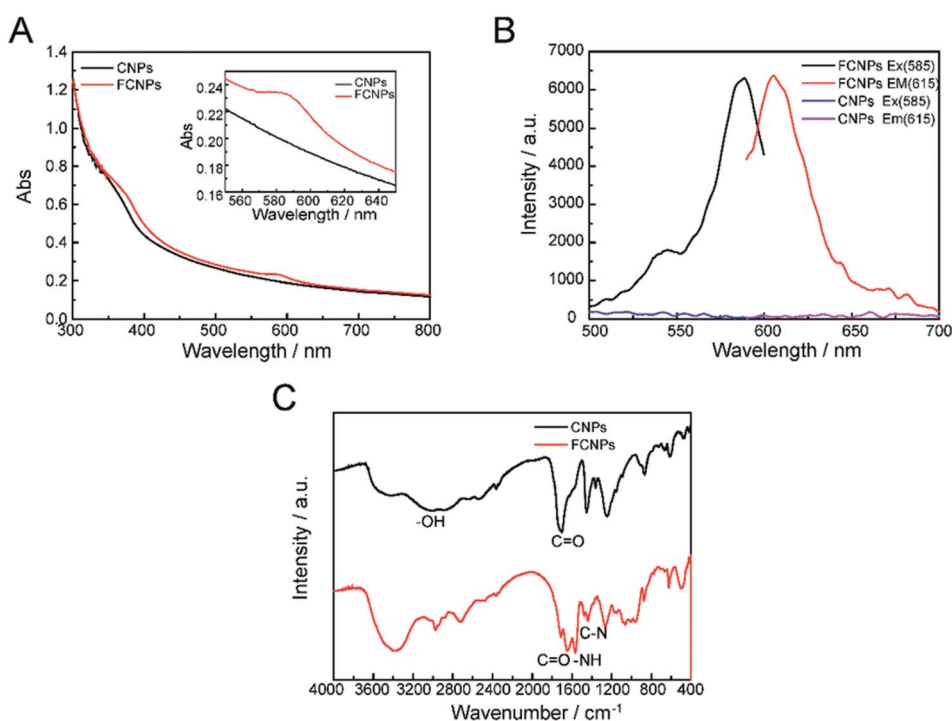 A
1.4
1.2
1.0
0.8
0.6
0.4
0.2
0.0
Abs
300 400 500 600 700 800
Wavelength / nm
CNPs
FCNPs
0.24
0.22
0.20
0.18
0.16
Abs
560 580 600 620 640
Wavelength / nm
CNPs
FCNPs
B
7000
6000
5000
4000
3000
2000
1000
0
Intensity / a.u.
500 550 600 650 700
Wavelength / nm
FCNPs Ex(585)
FCNPs EM(615)
CNPs Ex(585)
CNPs Em(615)
C
CNPs
FCNPs
Intensity / a.u.
-OH
C=O
C-N
C=O -NH
4000 3600 3200 2800 2400 2000 1600 1200 800 400
Wavenumber / cm⁻¹